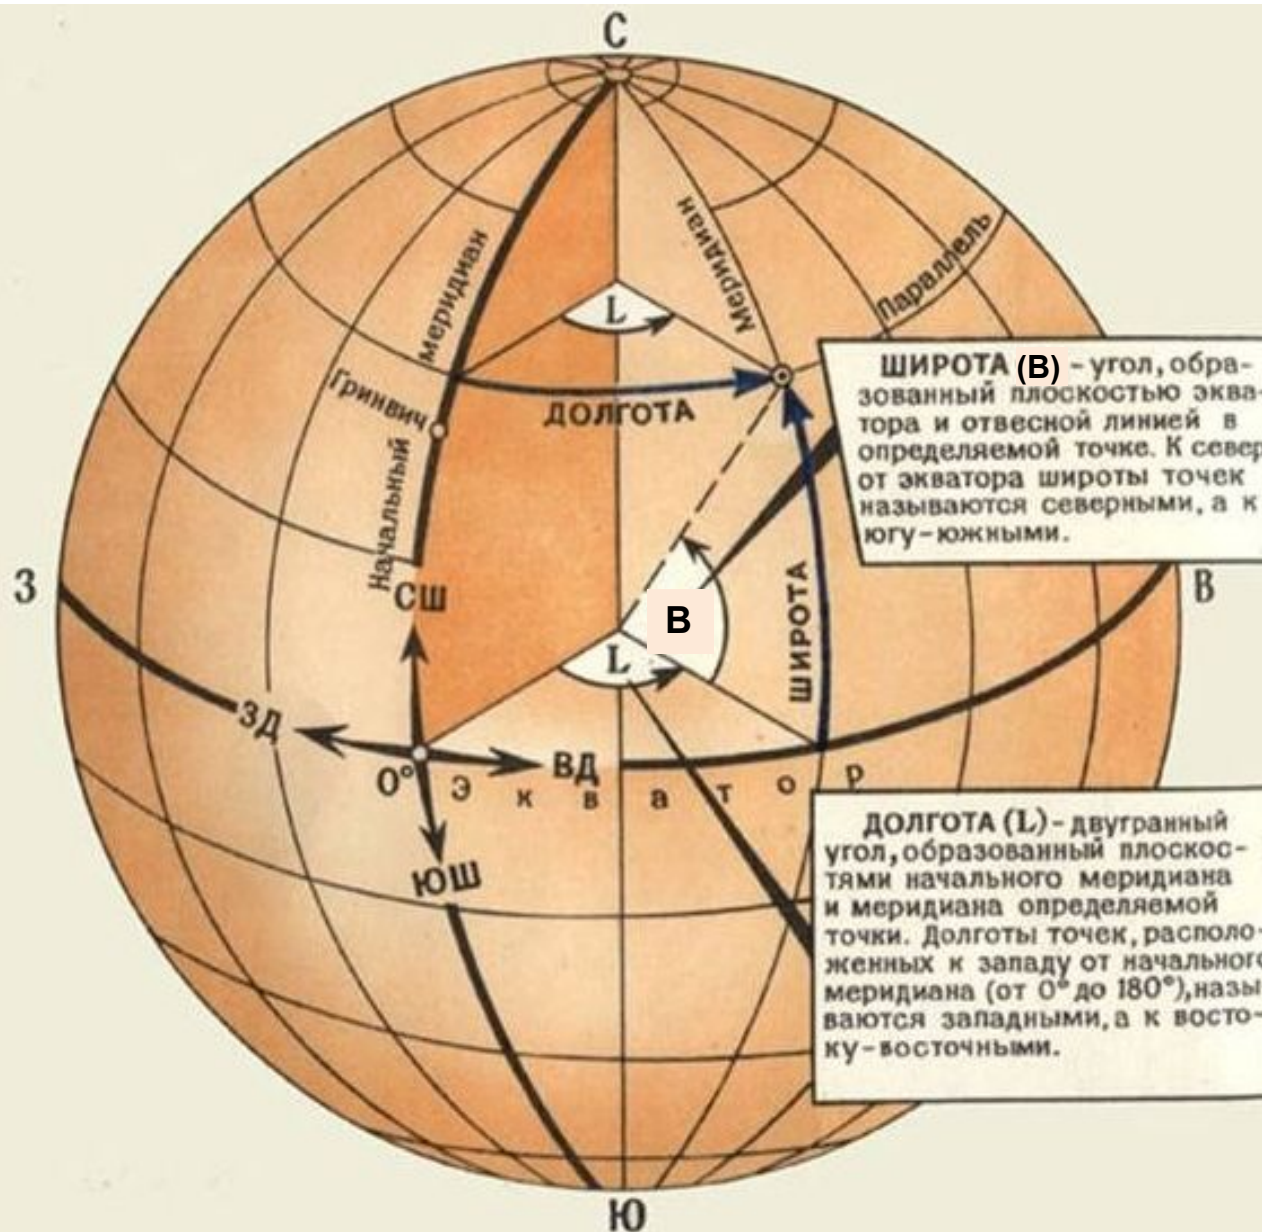 С
Меридиан
Параллель
меридиан
L
Гринвич
ДОЛГОТА
ШИРОТА (В) - угол, обра-
зованный плоскостью эква-
тора и отвесной линией в
определяемой точке. К север
от экватора широты точек
называются северными, а к
югу-южными.
Начальный
З
СШ
В
ШИРОТА
В
L
ЗД
ВД
0°
Экватор
ЮШ
ДОЛГОТА (L) - двугранный
угол, образованный плоскос-
тями начального меридиана
и меридиана определяемой
точки. Долготы точек, располо-
женных к западу от начальног
меридиана (от 0° до 180°), назы
ваются западными, а к восто-
ку-восточными.
Ю